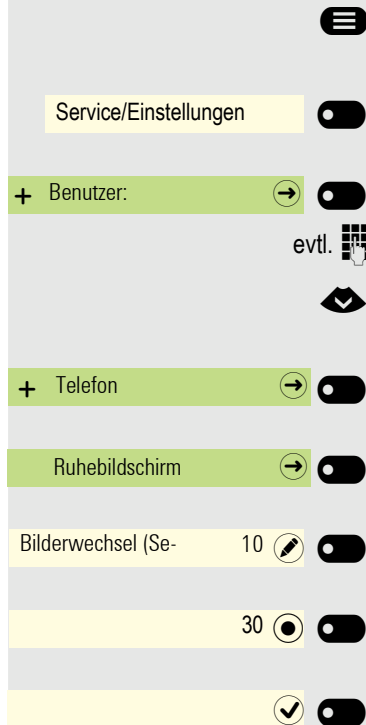 Service/Einstellungen
+ Benutzer:
evtl.
+ Telefon
Ruhebildschirm
Bilderwechsel (Se- 10
30